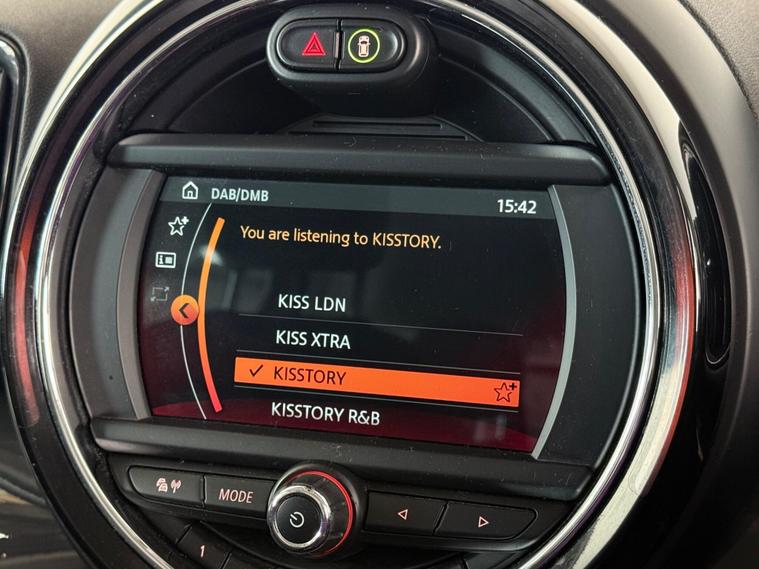 DAB/DMB
15:42
You are listening to KISSTORY.
KISS LDN
KISS XTRA
KISSTORY
KISSTORY R&B
MODE
1